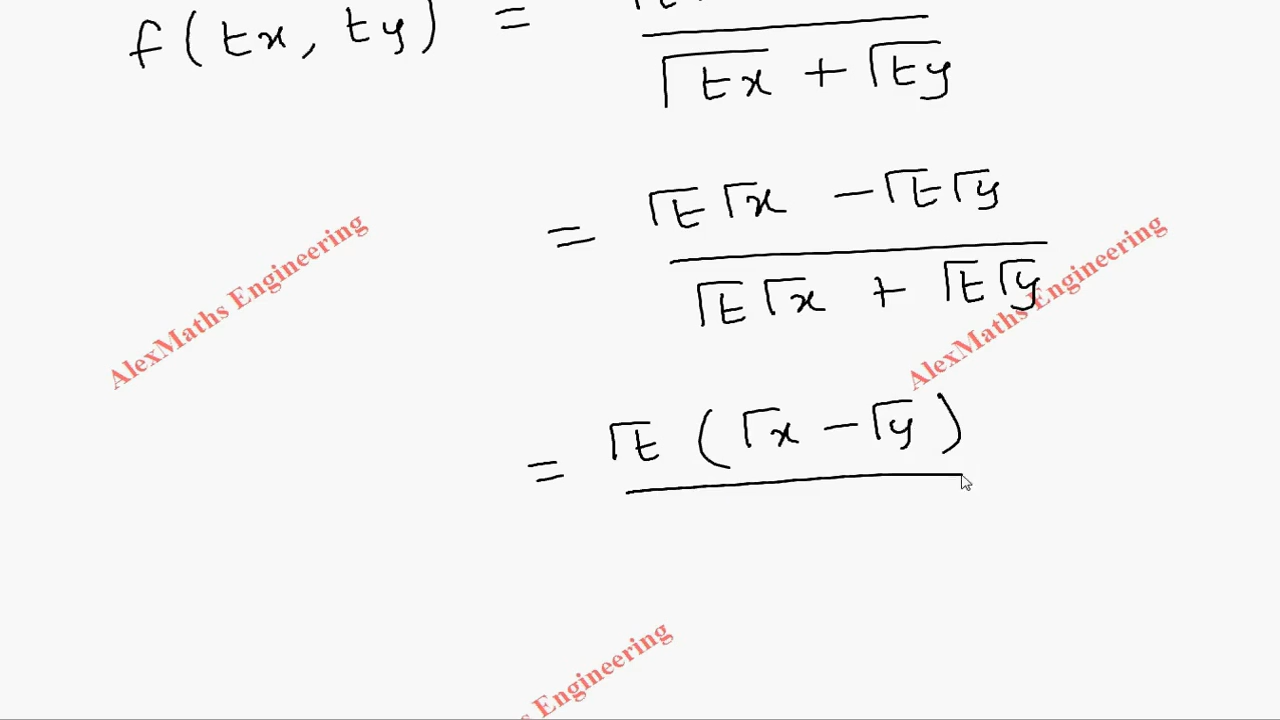 f(tx, ty) =
√tx + √ty
= √t √x − √t √y
√t √x + √t √y
AlexMaths Engineering
AlexMaths Engineering
= √t (√x − √y)
s Engineering